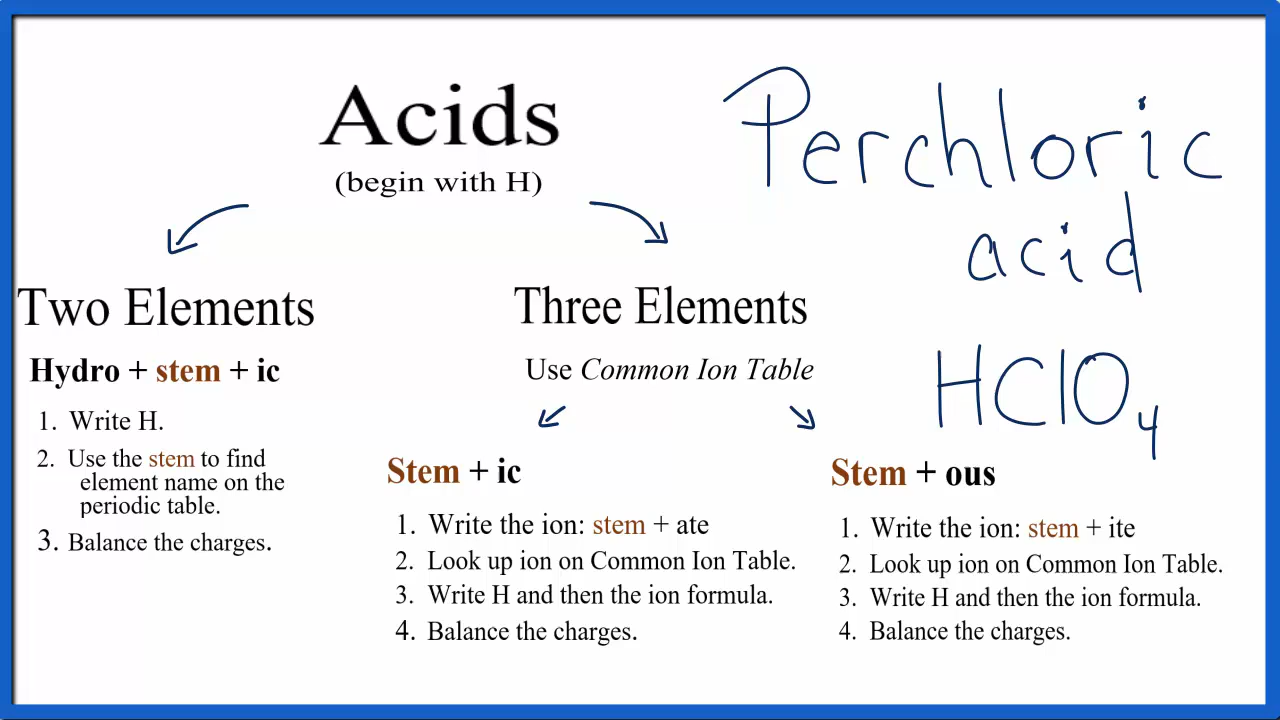 Acids
(begin with H)
Perchloric
acid
HClO₄
Two Elements
Hydro + stem + ic
1. Write H.
2. Use the stem to find
element name on the
periodic table.
3. Balance the charges.
Three Elements
Use Common Ion Table
Stem + ic
1. Write the ion: stem + ate
2. Look up ion on Common Ion Table.
3. Write H and then the ion formula.
4. Balance the charges.
Stem + ous
1. Write the ion: stem + ite
2. Look up ion on Common Ion Table.
3. Write H and then the ion formula.
4. Balance the charges.